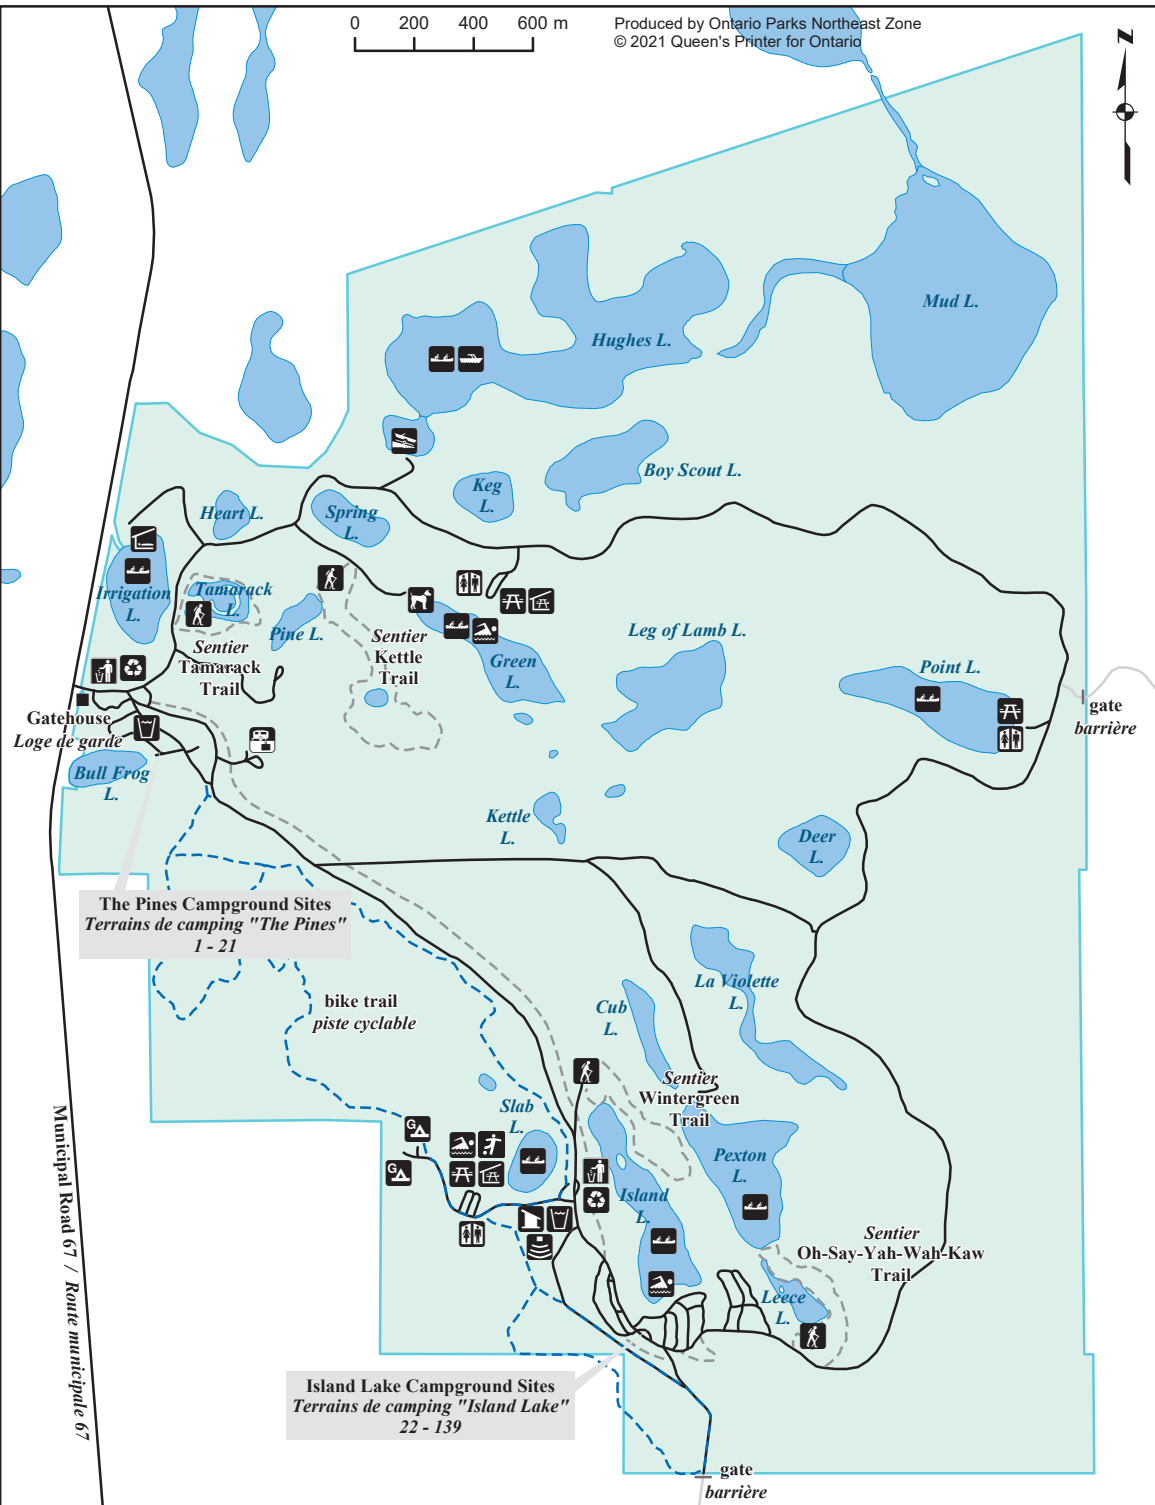 0 200 400 600 m
Produced by Ontario Parks Northeast Zone
© 2021 Queen's Printer for Ontario
N
Mud L.
Hughes L.
Boy Scout L.
Keg
L.
Heart L.
Spring
L.
Irrigation
L.
Tamarack
L.
Pine L.
Sentier
Tamarack
Trail
Sentier
Kettle
Trail
Green
L.
Leg of Lamb L.
Point L.
gate
barrière
Gatehouse
Loge de garde
Bull Frog
L.
Kettle
L.
Deer
L.
The Pines Campground Sites
Terrains de camping "The Pines"
1 - 21
bike trail
piste cyclable
La Violette
L.
Cub
L.
Sentier
Wintergreen
Trail
Slab
L.
G
G
Pexton
L.
Island
L.
Sentier
Oh-Say-Yah-Wah-Kaw
Trail
Leece
L.
Municipal Road 67 / Route municipale 67
Island Lake Campground Sites
Terrains de camping "Island Lake"
22 - 139
gate
barrière